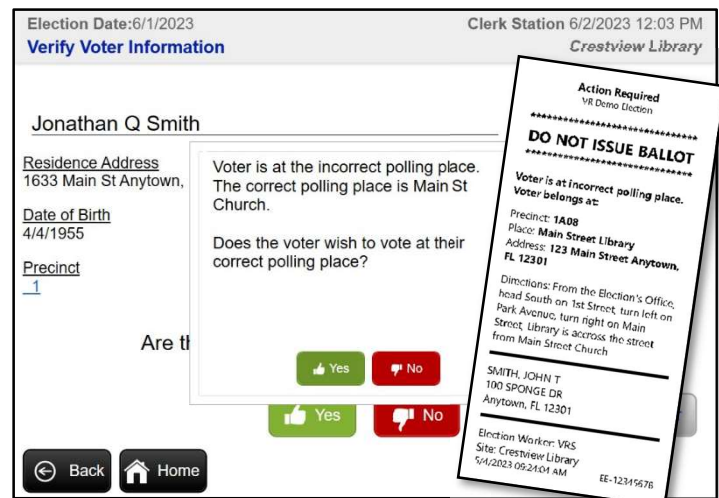 Election Date:6/1/2023
Clerk Station 6/2/2023 12:03 PM
Verify Voter Information
Crestview Library
Jonathan Q Smith
Residence Address
1633 Main St Anytown,
Date of Birth
4/4/1955
Precinct
1
Are th
Voter is at the incorrect polling place.
The correct polling place is Main St
Church.
Does the voter wish to vote at their
correct polling place?
Yes
No
Yes
No
Back
Home
Action Required
VR Demo Election
******************************
DO NOT ISSUE BALLOT
******************************
Voter is at incorrect polling place.
Voter belongs at:
Precinct: 1A08
Place: Main Street Library
Address: 123 Main Street Anytown,
FL 12301
Directions: From the Election's Office,
head South on 1st Street, turn left on
Park Avenue, turn right on Main
Street, Library is accross the street
from Main Street Church
SMITH, JOHN T
100 SPONGE DR
Anytown, FL 12301
Election Worker: VRS
Site: Crestview Library
5/4/2023 09:24:04 AM
EE-12345678